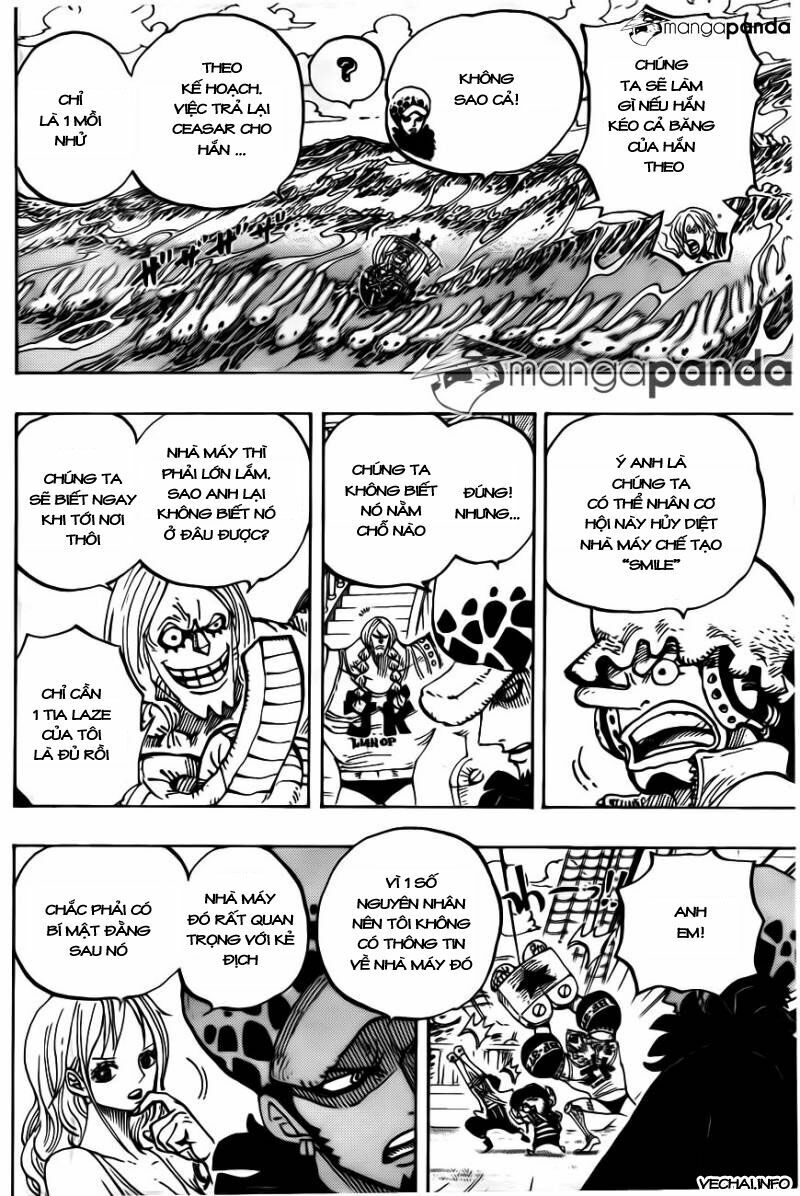 mangapanda
CHÚNG
TA SẼ LÀM
GÌ NẾU HẮN
KÉO CẢ BĂNG
CỦA HẮN
THEO
KHÔNG
SAO CẢ!
?
THEO
KẾ HOẠCH,
VIỆC TRẢ LẠI
CEASAR CHO
HẮN ...
CHỈ
LÀ 1 MỒI
NHỬ
mangapanda
Ý ANH LÀ
CHÚNG TA
CÓ THỂ NHÂN CƠ
HỘI NÀY HỦY DIỆT
NHÀ MÁY CHẾ TẠO
“SMILE”
ĐÚNG!
NHƯNG...
CHÚNG TA
KHÔNG BIẾT
NÓ NẰM
CHỖ NÀO
NHÀ MÁY THÌ
PHẢI LỚN LẮM,
SAO ANH LẠI
KHÔNG BIẾT NÓ
Ở ĐÂU ĐƯỢC?
CHÚNG TA
SẼ BIẾT NGAY
KHI TỚI NƠI
THÔI
CHỈ CẦN
1 TIA LAZE
CỦA TÔI
LÀ ĐỦ RỒI
ANH
EM!
VÌ 1 SỐ
NGUYÊN NHÂN
NÊN TÔI KHÔNG
CÓ THÔNG TIN
VỀ NHÀ MÁY ĐÓ
NHÀ MÁY
ĐÓ RẤT QUAN
TRỌNG VỚI KẺ
ĐỊCH
CHẮC PHẢI CÓ
BÍ MẬT ĐẰNG
SAU NÓ
VECHAI.INFO